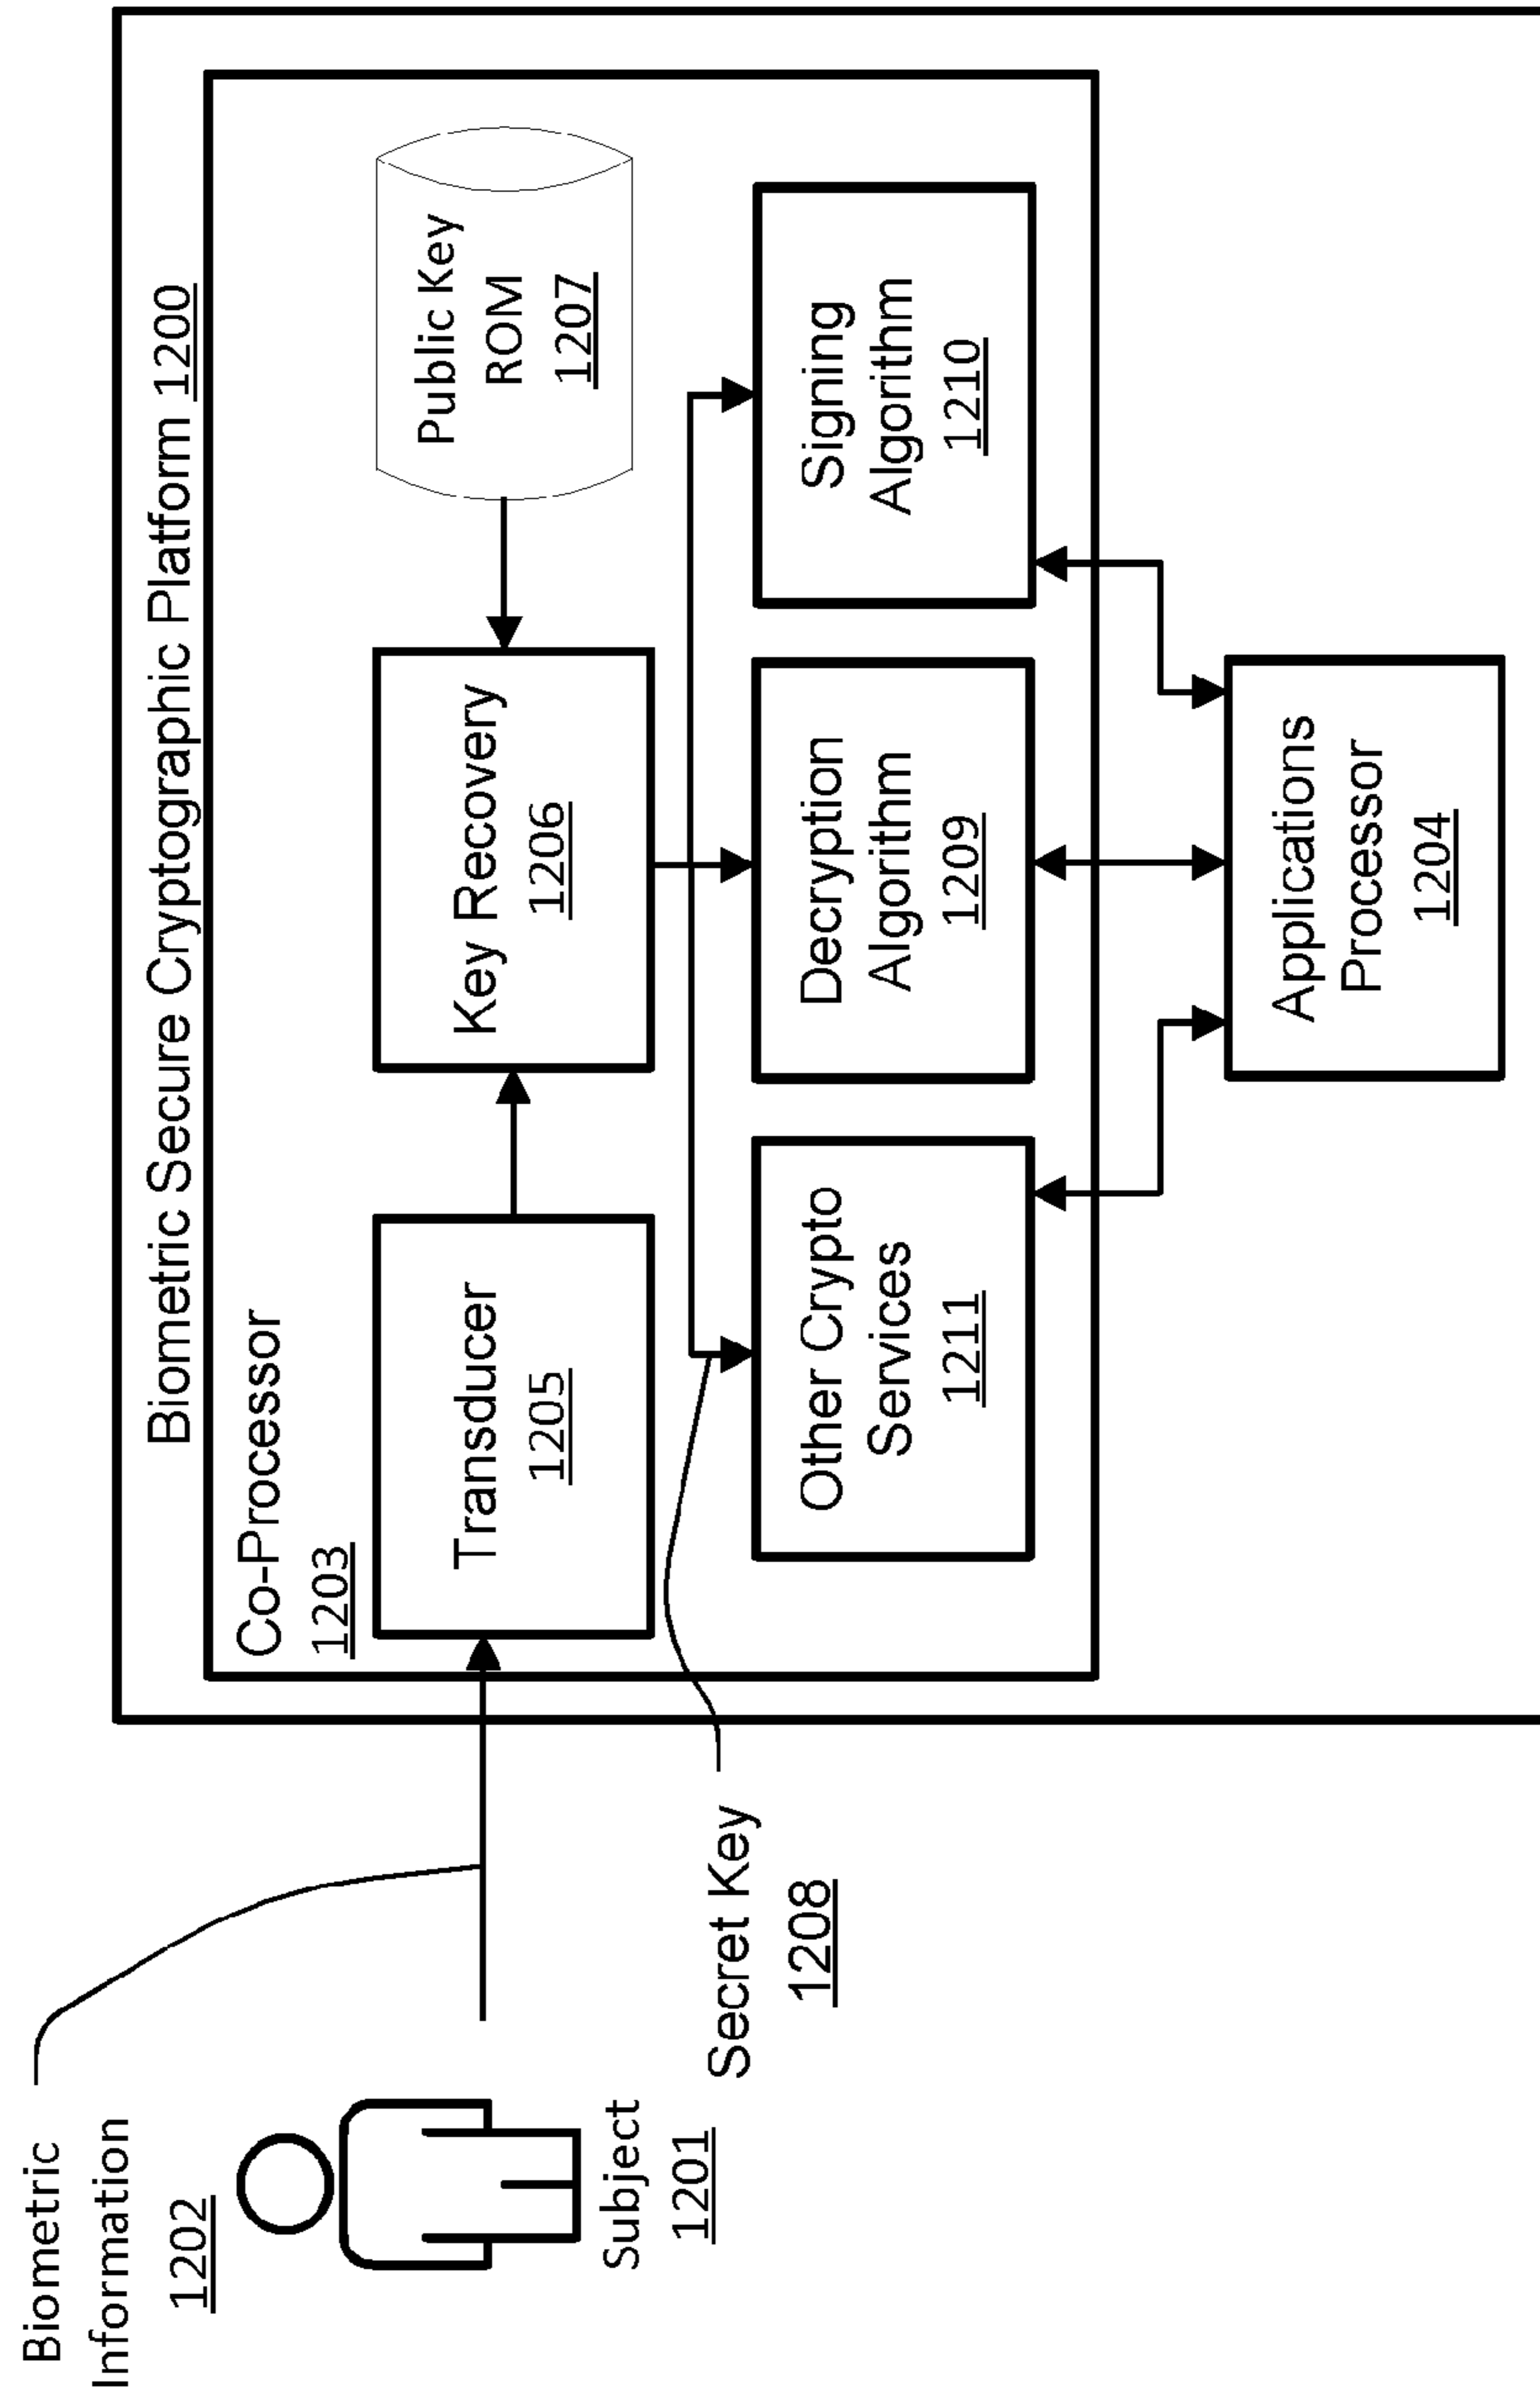 Biometric
Information
1202
Subject
1201
Secret Key
1208
Biometric Secure Cryptographic Platform 1200
Co-Processor
1203
Transducer
1205
Key Recovery
1206
Public Key
ROM
1207
Other Crypto
Services
1211
Decryption
Algorithm
1209
Signing
Algorithm
1210
Applications
Processor
1204